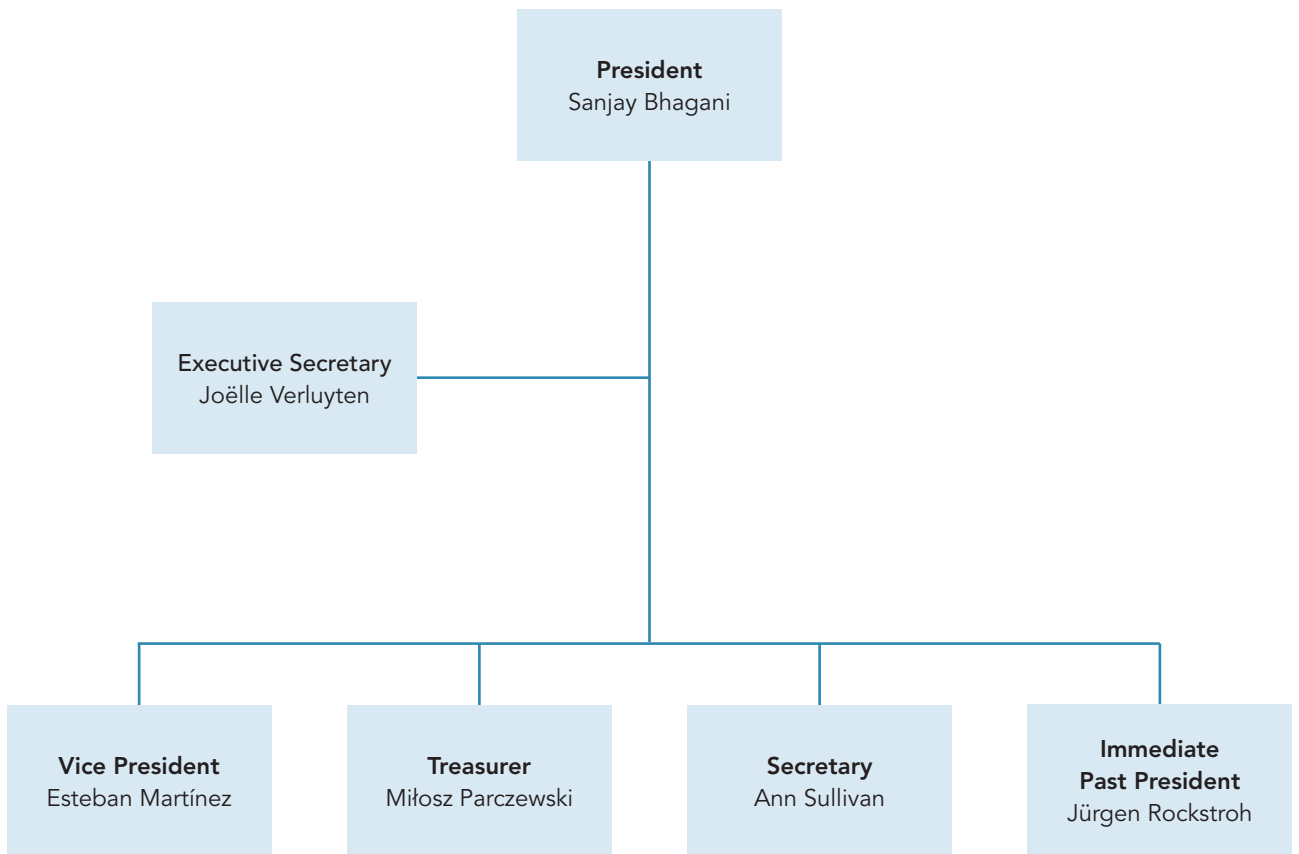 President
Sanjay Bhagani
Executive Secretary
Joëlle Verluyten
Vice President
Esteban Martínez
Treasurer
Miłosz Parczewski
Secretary
Ann Sullivan
Immediate
Past President
Jürgen Rockstroh